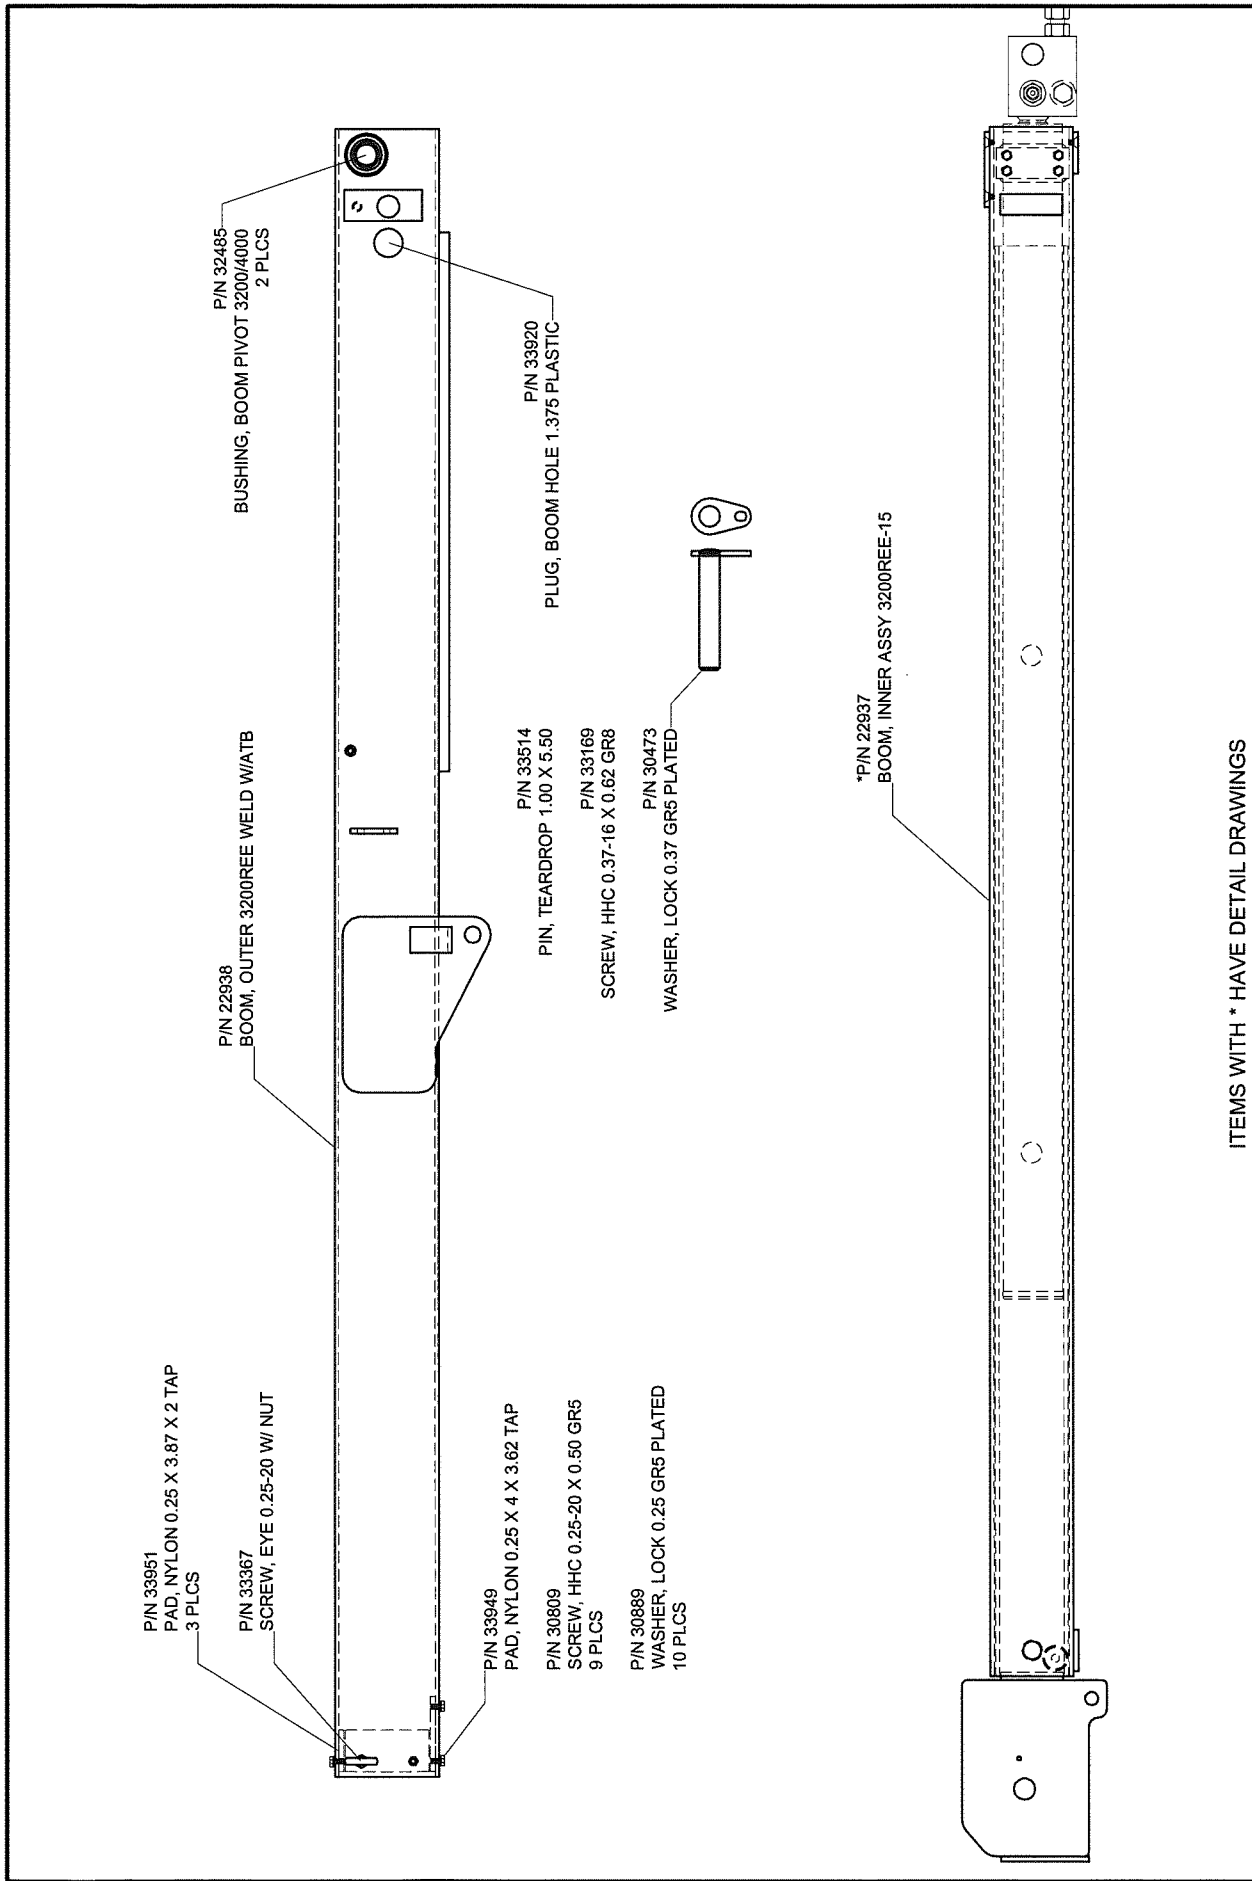 P/N 33951
PAD, NYLON 0.25 X 3.87 X 2 TAP
3 PLCS
P/N 33367
SCREW, EYE 0.25-20 W/ NUT
P/N 22938
BOOM, OUTER 3200REE WELD W/ATB
P/N 32485
BUSHING, BOOM PIVOT 3200/4000
2 PLCS
P/N 33949
PAD, NYLON 0.25 X 4 X 3.62 TAP
P/N 30809
SCREW, HHC 0.25-20 X 0.50 GR5
9 PLCS
P/N 30889
WASHER, LOCK 0.25 GR5 PLATED
10 PLCS
P/N 33514
PIN, TEARDROP 1.00 X 5.50
P/N 33169
SCREW, HHC 0.37-16 X 0.62 GR8
P/N 30473
WASHER, LOCK 0.37 GR5 PLATED
P/N 33920
PLUG, BOOM HOLE 1.375 PLASTIC
*P/N 22937
BOOM, INNER ASSY 3200REE-15
ITEMS WITH * HAVE DETAIL DRAWINGS